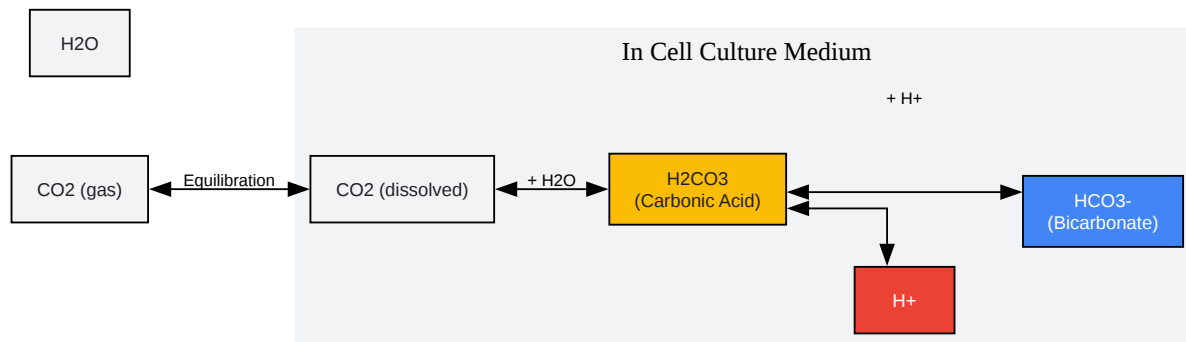 H2O
In Cell Culture Medium
+ H+
CO2 (gas)
Equilibration
CO2 (dissolved)
+ H2O
H2CO3
(Carbonic Acid)
HCO3-
(Bicarbonate)
H+